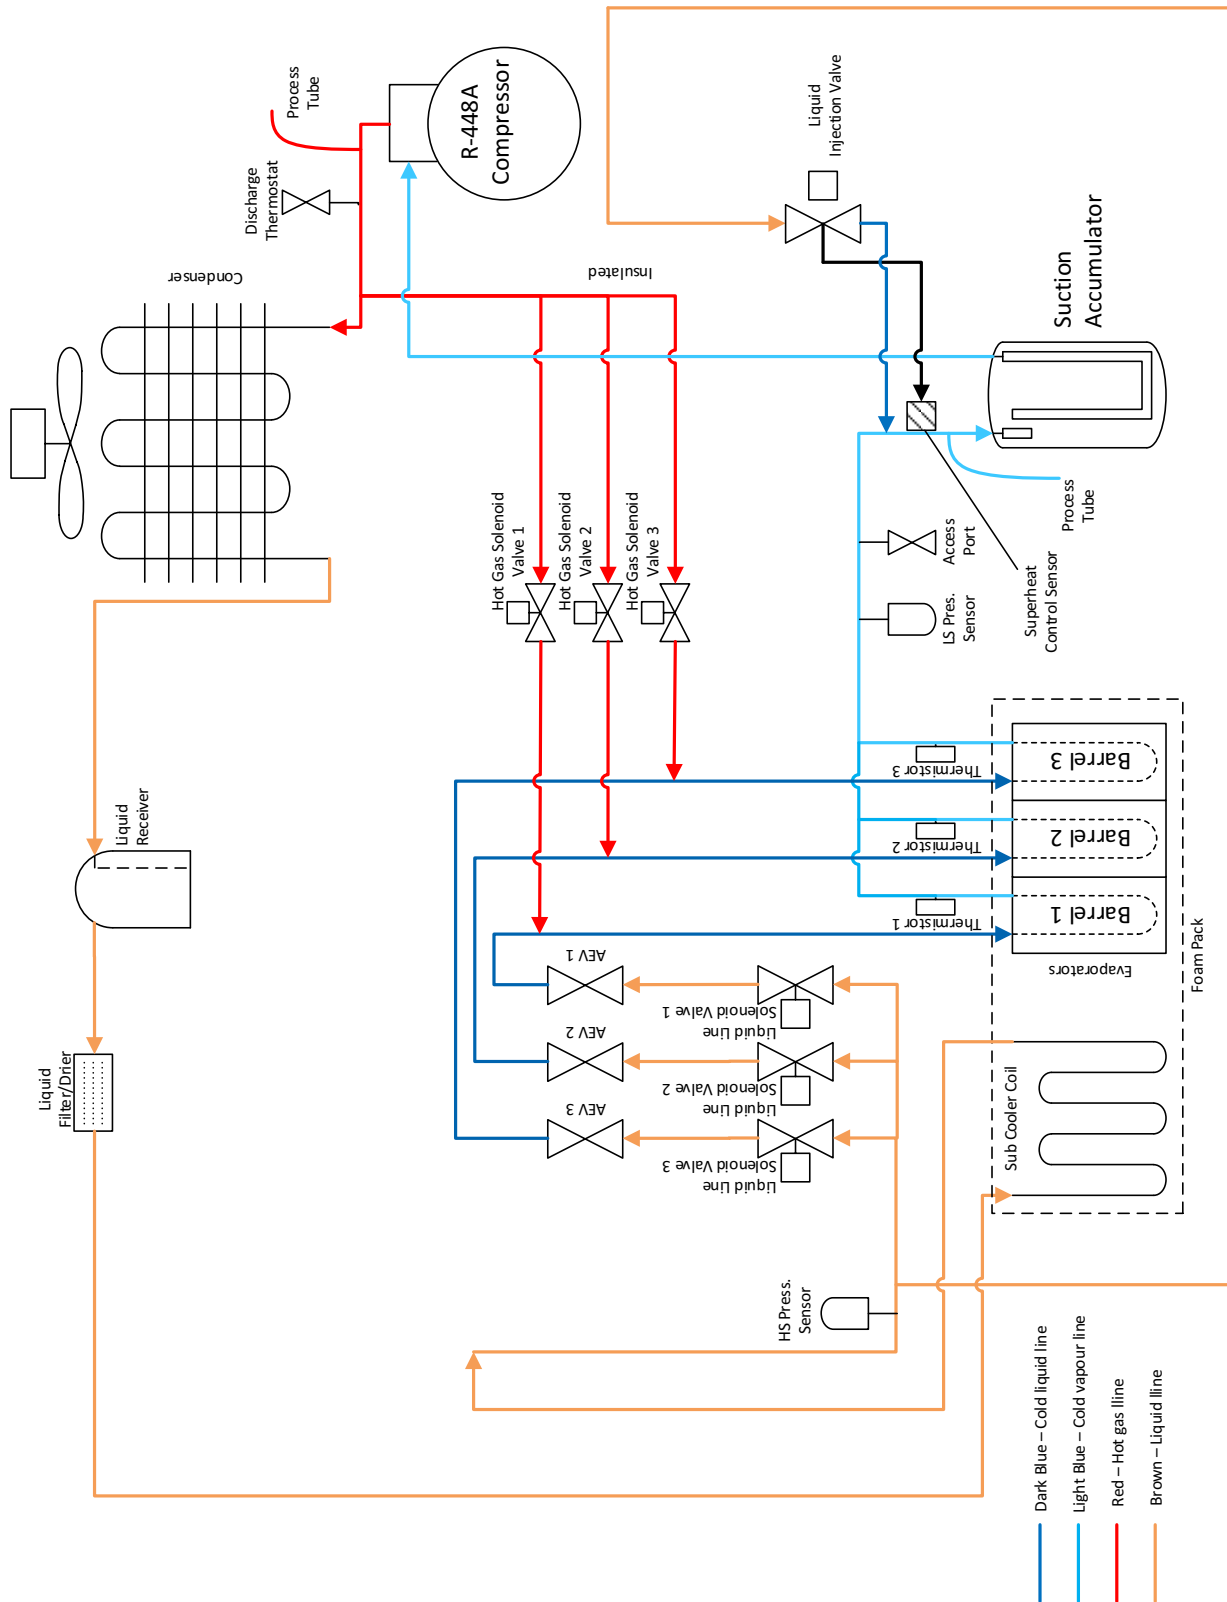 Process
Tube
R-448A
Compressor
Discharge
Thermostat
Condenser
Insulated
Liquid
Injection Valve
Suction
Accumulator
Hot Gas Solenoid
Valve 1
Hot Gas Solenoid
Valve 2
Hot Gas Solenoid
Valve 3
Process
Tube
Access
Port
LS Pres.
Sensor
Superheat
Control Sensor
Liquid
Receiver
Liquid
Filter/Drier
Thermistor 3
Thermistor 2
Thermistor 1
Barrel 3
Barrel 2
Barrel 1
Evaporators
Foam Pack
AEV 1
AEV 2
AEV 3
Liquid Line
Solenoid Valve 1
Liquid Line
Solenoid Valve 2
Liquid Line
Solenoid Valve 3
Sub Cooler Coil
HS Press.
Sensor
Dark Blue – Cold liquid line
Light Blue – Cold vapour line
Red – Hot gas lline
Brown – Liquid lline